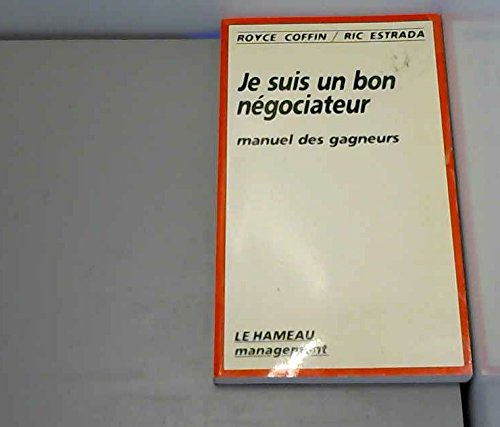 ROYCE COFFIN / RIC ESTRADA
Je suis un bon
négociateur
manuel des gagneurs
LE HAMEAU
management